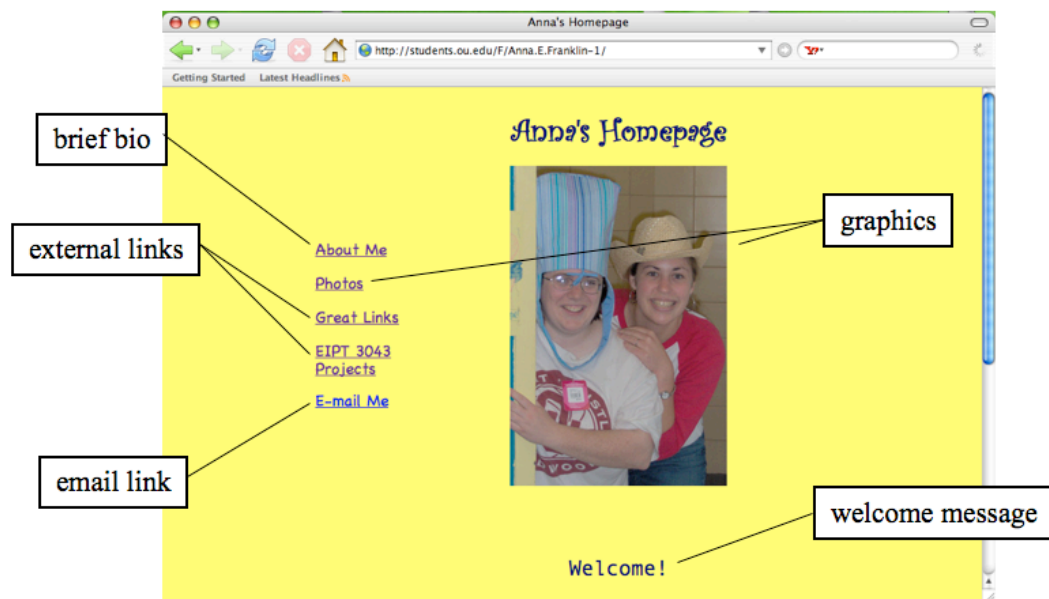 Anna's Homepage
http://students.ou.edu/F/Anna.E.Franklin-1/
Getting Started Latest Headlines
Anna's Homepage
brief bio
graphics
external links
About Me
Photos
Great Links
EIPT 3043
Projects
E-mail Me
email link
welcome message
Welcome!